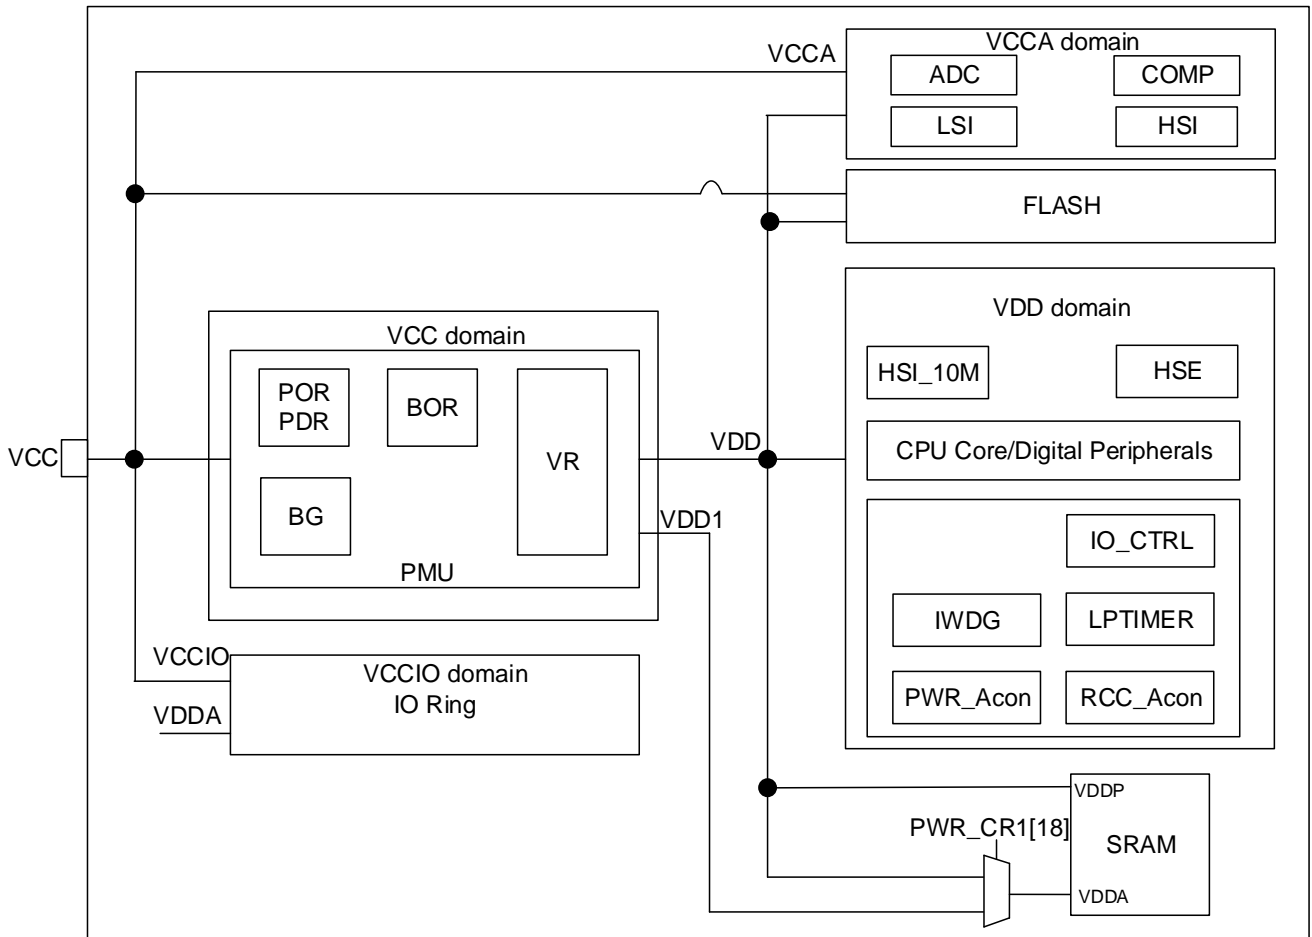 VCCA domain
VCCA
ADC
COMP
LSI
HSI
FLASH
VCC domain
POR
PDR
BOR
VR
BG
PMU
VCC
VDD
VDD1
VDD domain
HSI_10M
HSE
CPU Core/Digital Peripherals
IO_CTRL
IWDG
LPTIMER
PWR_Acon
RCC_Acon
VCCIO
VDDA
VCCIO domain
IO Ring
PWR_CR1[18]
VDDP
SRAM
VDDA